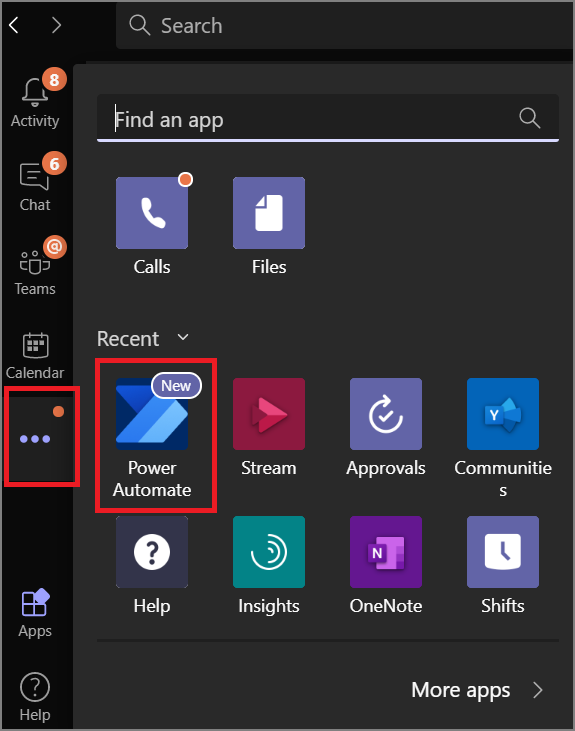 Search
8
Activity
Find an app
6
Chat
Calls
Files
@
Teams
Recent
Calendar
New
Power
Automate
Stream
Approvals
Y
Communitie
s
?
Help
Insights
N
OneNote
Shifts
Apps
More apps
?
Help